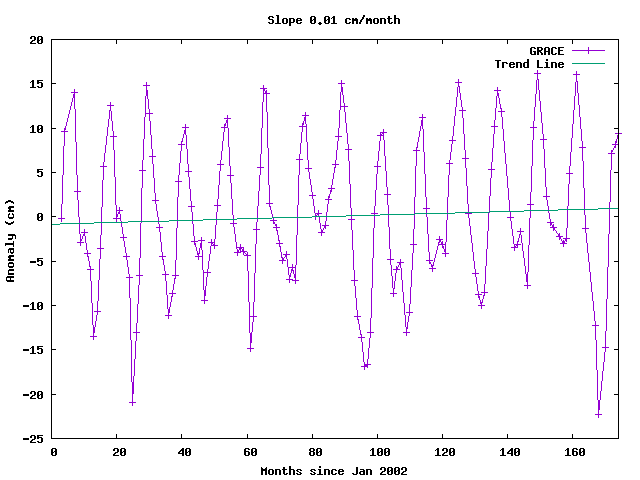 Slope 0.01 cm/month
GRACE
Trend Line
20
15
10
5
0
-5
-10
-15
-20
-25
Anomaly (cm)
0 20 40 60 80 100 120 140 160
Months since Jan 2002